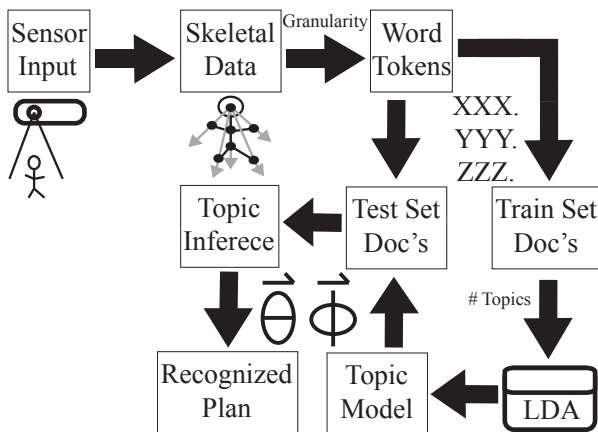 Sensor
Input
Skeletal
Data
Granularity
Word
Tokens
XXX.
YYY.
ZZZ.
Topic
Inferece
Test Set
Doc's
Train Set
Doc's
# Topics
θ
ϕ
Recognized
Plan
Topic
Model
LDA